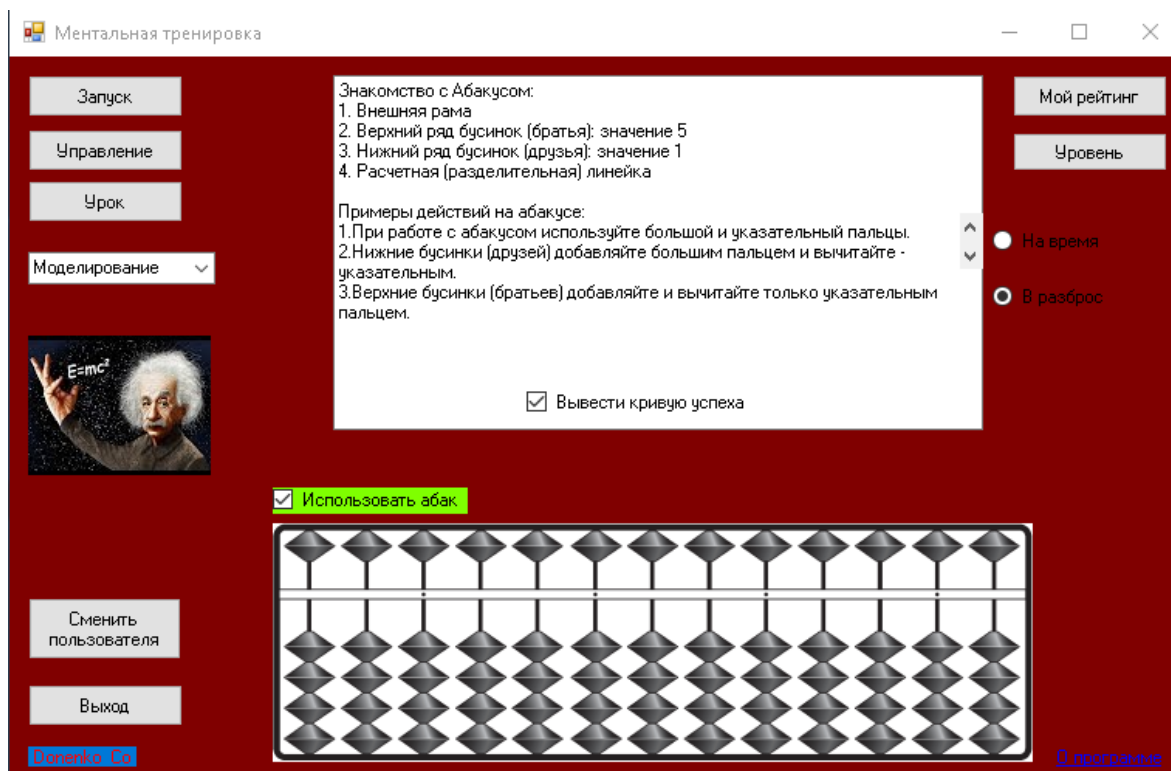 Ментальная тренировка
Запуск
Управление
Урок
Моделирование
E=mc²
Знакомство с Абакусом:
1. Внешняя рама
2. Верхний ряд бусинок (братья): значение 5
3. Нижний ряд бусинок (друзья): значение 1
4. Расчетная (разделительная) линейка
Примеры действий на абакусе:
1.При работе с абакусом используйте большой и указательный пальцы.
2.Нижние бусинки (друзей) добавляйте большим пальцем и вычитайте -
указательным.
3.Верхние бусинки (братьев) добавляйте и вычитайте только указательным
пальцем.
Вывести кривую успеха
Мой рейтинг
Уровень
На время
В разброс
Использовать абак
Сменить
пользователя
Выход
Donenko_Co
О программе